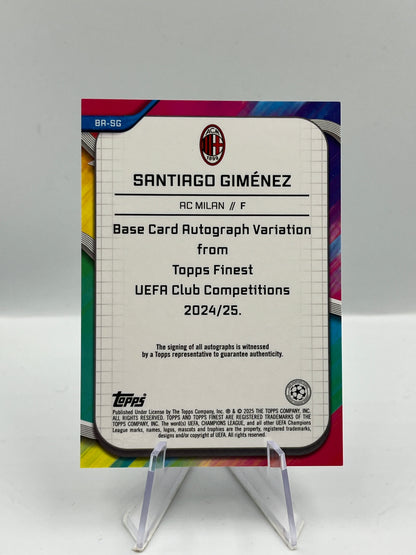 BA-SG
ACM
1899
SANTIAGO GIMÉNEZ
AC MILAN // F
Base Card Autograph Variation
from
Topps Finest
UEFA Club Competitions
2024/25.
The signing of all autographs is witnessed
by a Topps representative to guarantee authenticity.
Topps
Published Under License by The Topps Company, Inc. ® & © 2025 THE TOPPS COMPANY, INC.
ALL RIGHTS RESERVED. TOPPS AND TOPPS FINEST ARE REGISTERED TRADEMARKS OF THE
TOPPS COMPANY, INC. The word(s) UEFA, CHAMPIONS LEAGUE, and all other UEFA Champions
League marks, names, logos, mascots and trophies are the property, registered trademarks,
designs and/or copyright of UEFA. All rights reserved.